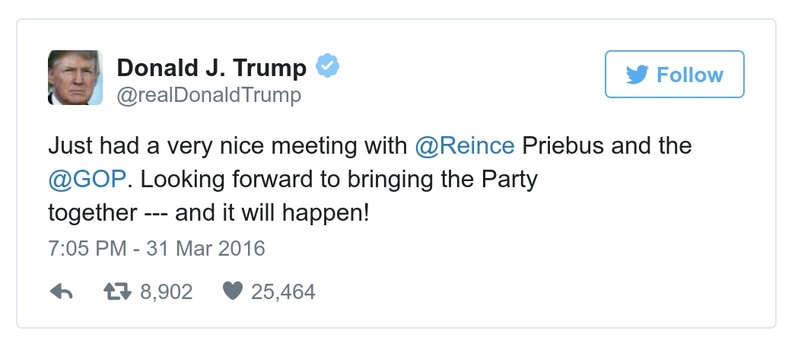 Donald J. Trump
@realDonaldTrump
Follow
Just had a very nice meeting with @Reince Priebus and the
@GOP. Looking forward to bringing the Party
together --- and it will happen!
7:05 PM - 31 Mar 2016
8,902 25,464